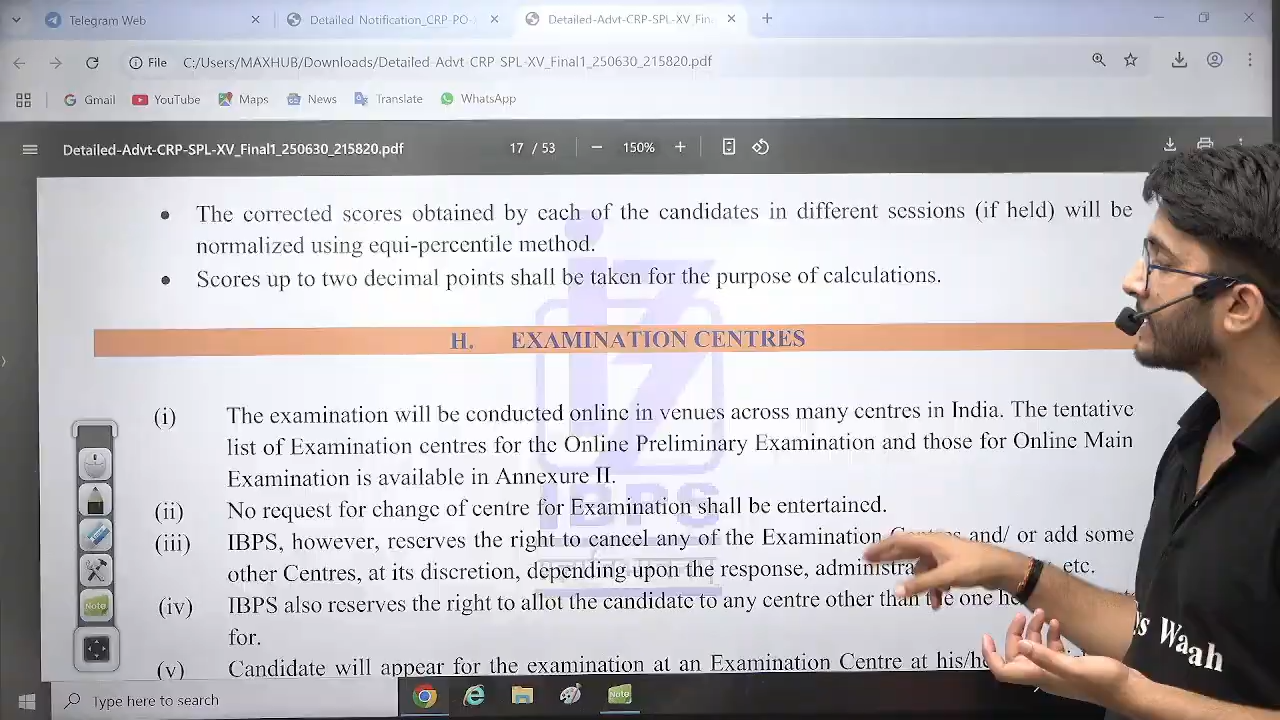 Telegram Web
Detailed Notification_CRP-PO-
Detailed-Advt-CRP-SPL-XV_Fin
File
C:/Users/MAXHUB/Downloads/Detailed-Advt CRP SPL-XV_Final1_250630_215820.pdf
Gmail
YouTube
Maps
News
Translate
WhatsApp
Detailed-Advt-CRP-SPL-XV_Final1_250630_215820.pdf
17 / 53
150%
• The corrected scores obtained by each of the candidates in different sessions (if held) will be
normalized using equi-percentile method.
• Scores up to two decimal points shall be taken for the purpose of calculations.
H. EXAMINATION CENTRES
(i) The examination will be conducted online in venues across many centres in India. The tentative
list of Examination centres for the Online Preliminary Examination and those for Online Main
Examination is available in Annexure II.
(ii) No request for change of centre for Examination shall be entertained.
(iii) IBPS, however, reserves the right to cancel any of the Examination Centres and/ or add some
other Centres, at its discretion, depending upon the response, etc.
(iv) IBPS also reserves the right to allot the candidate to any centre other than the one
for.
(v) Candidate will appear for the examination at an Examination Centre at
IBPS
Note
Type here to search
Note
Waah